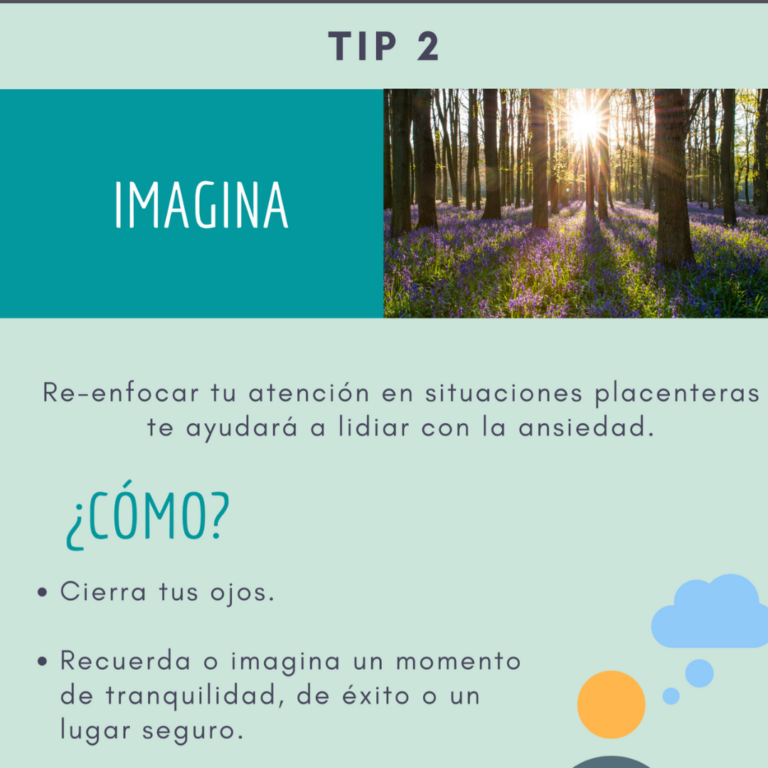 TIP 2
IMAGINA
Re-enfocar tu atención en situaciones placenteras
te ayudará a lidiar con la ansiedad.
¿CÓMO?
• Cierra tus ojos.
• Recuerda o imagina un momento
de tranquilidad, de éxito o un
lugar seguro.